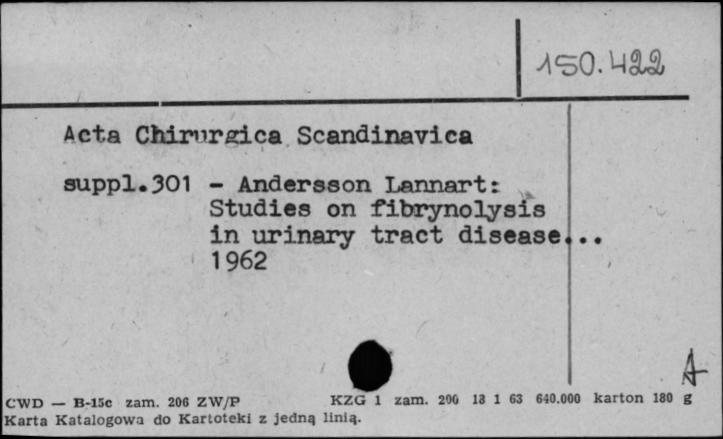 150.422
Acta Chirurgica Scandinavica
suppl.301 - Andersson Lannart:
Studies on fibrynolysis
in urinary tract disease...
1962
A
CWD — B-15c zam. 206 ZW/P KZG 1 zam. 200 18 1 63 640.000 karton 180 g
Karta Katalogowa do Kartoteki z jedną linią.